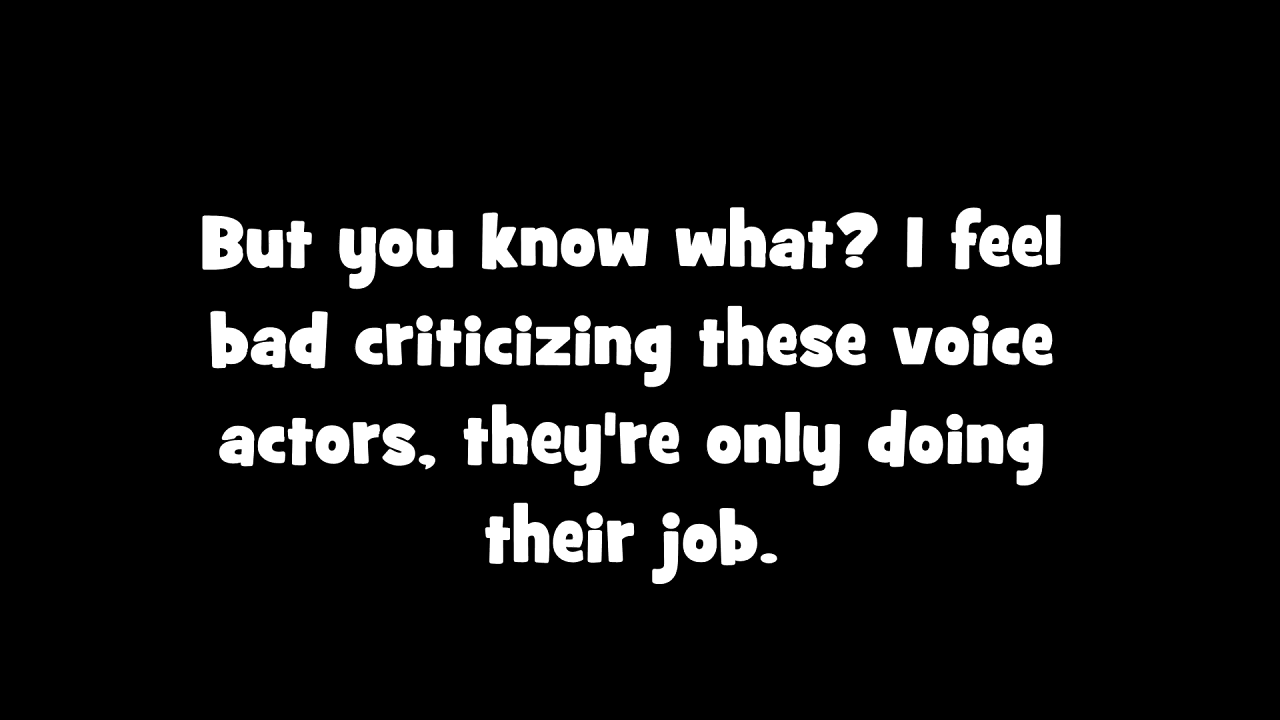 But you know what? I feel
bad criticizing these voice
actors, they're only doing
their job.